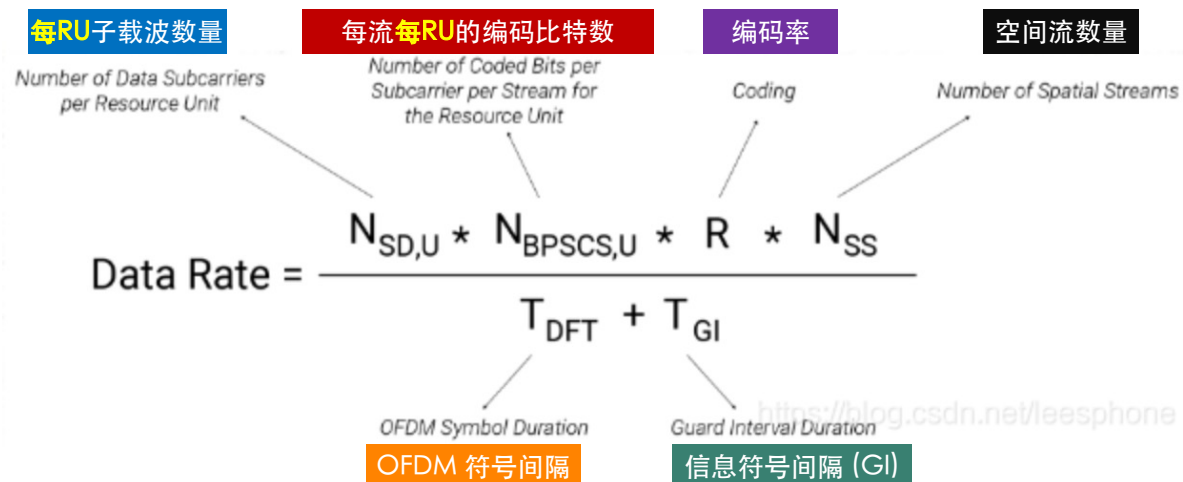 每RU子载波数量
每流每RU的编码比特数
编码率
空间流数量
Number of Data Subcarriers
per Resource Unit
Number of Coded Bits per
Subcarrier per Stream for
the Resource Unit
Coding
Number of Spatial Streams
Data Rate =
N_SD,U * N_BPSCS,U * R * N_SS
T_DFT + T_GI
OFDM Symbol Duration
Guard Interval Duration
https://blog.csdn.net/leesphone
OFDM 符号间隔
信息符号间隔 (GI)